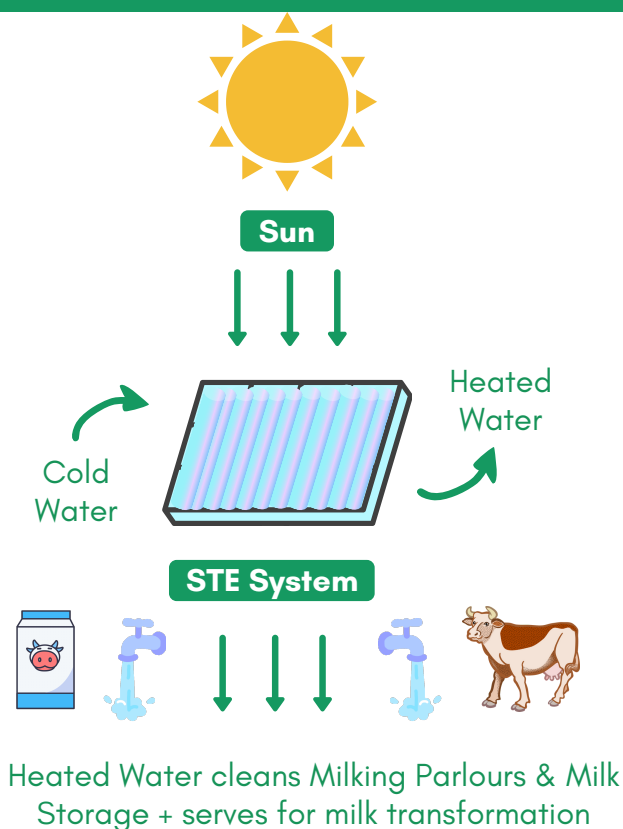 Sun
Heated
Water
Cold
Water
STE System
Heated Water cleans Milking Parlours & Milk
Storage + serves for milk transformation